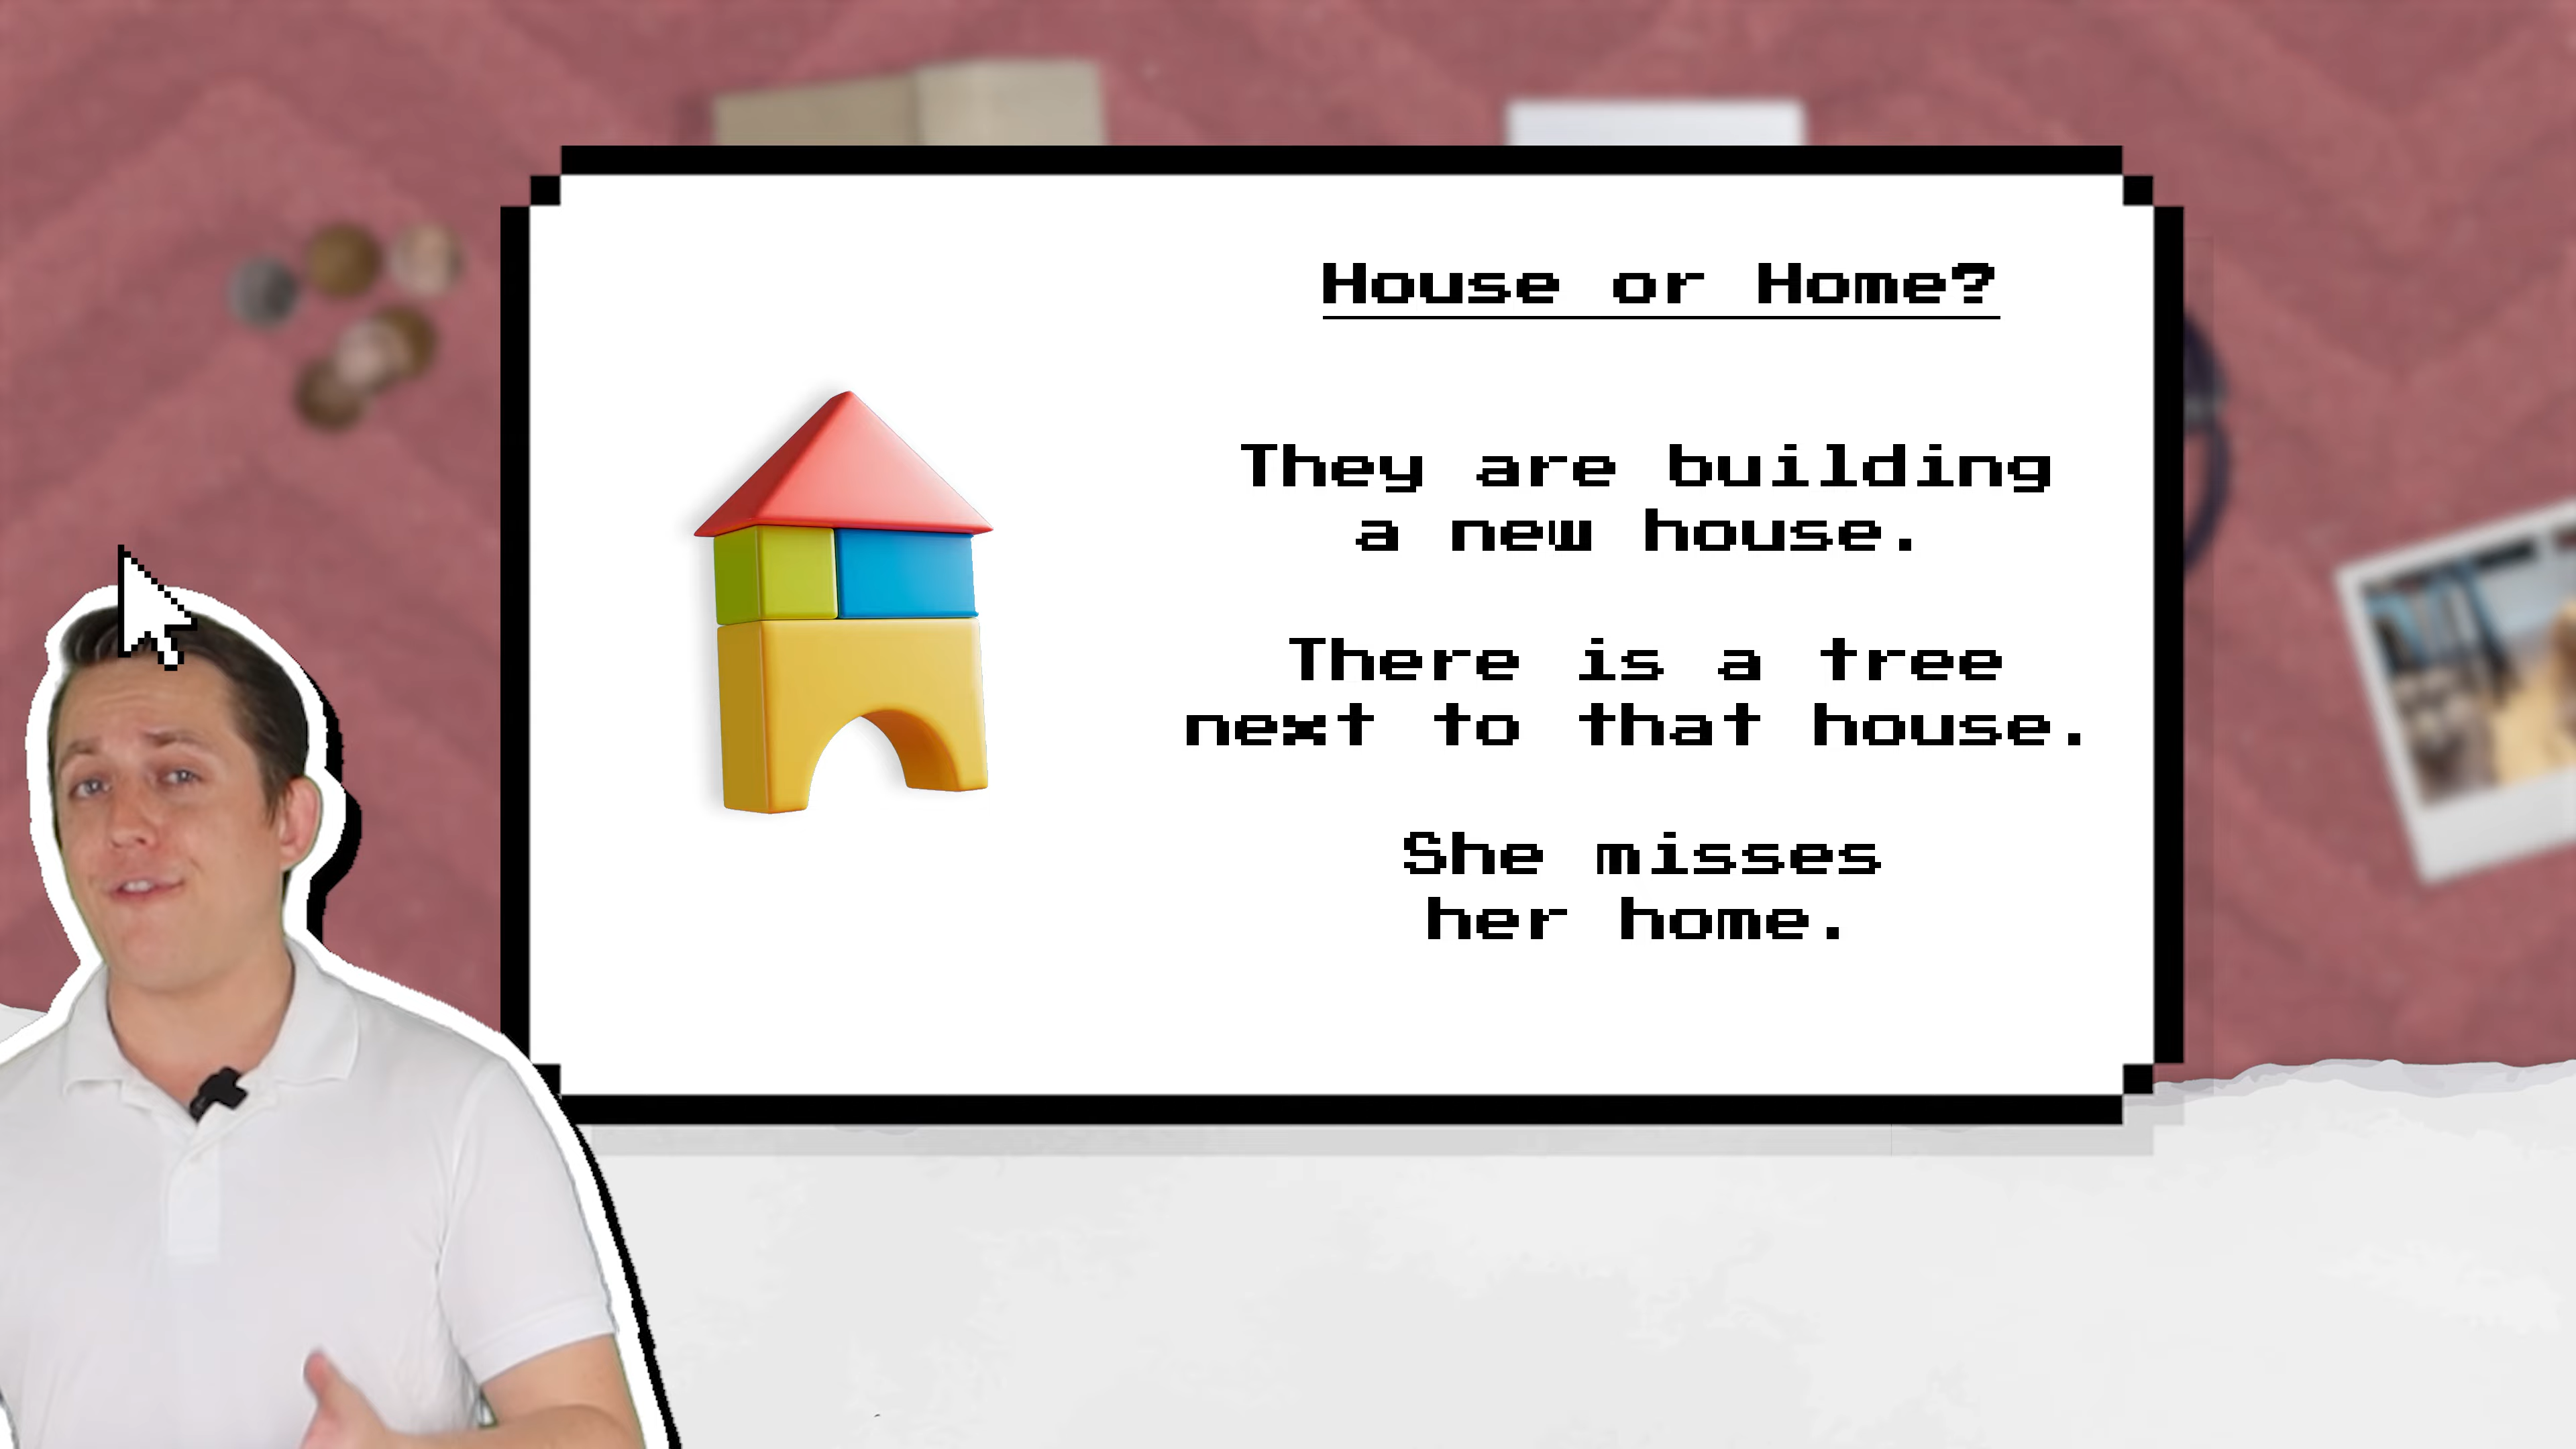 House or Home?
They are building
a new house.
There is a tree
next to that house.
She misses
her home.